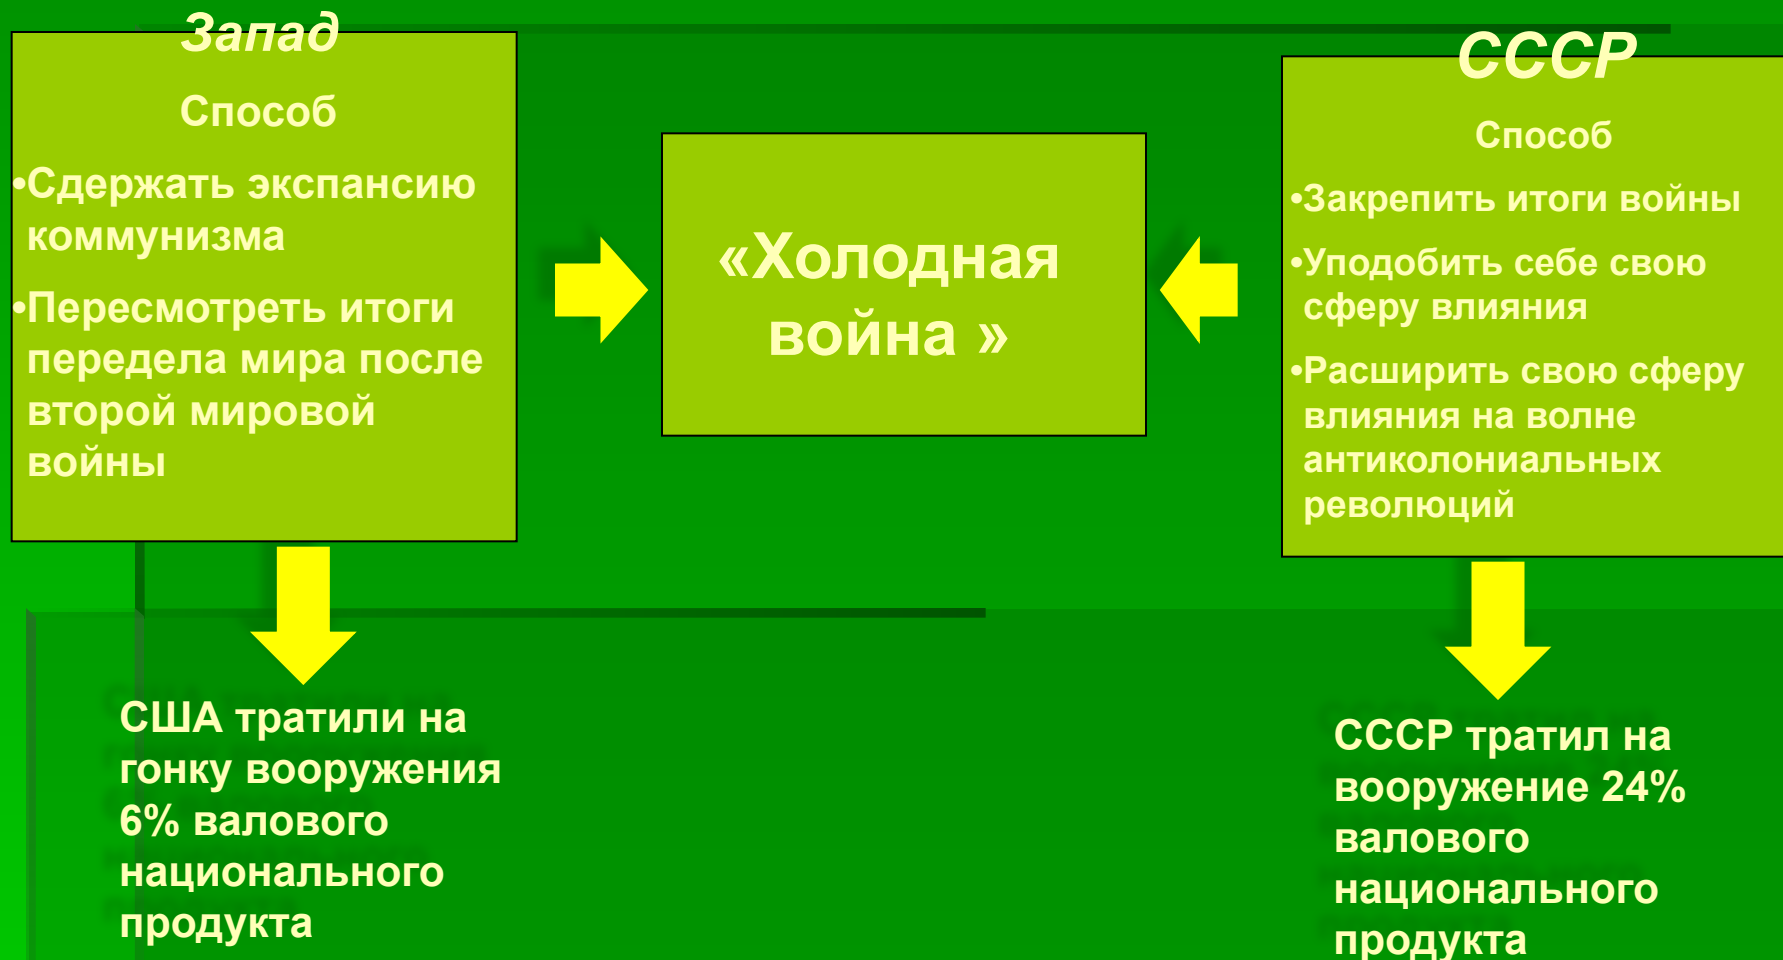 Запад
Способ
•Сдержать экспансию
коммунизма
•Пересмотреть итоги
передела мира после
второй мировой
войны
«Холодная
война »
СССР
Способ
•Закрепить итоги войны
•Уподобить себе свою
сферу влияния
•Расширить свою сферу
влияния на волне
антиколониальных
революций
США тратили на
гонку вооружения
6% валового
национального
продукта
СССР тратил на
вооружение 24%
валового
национального
продукта